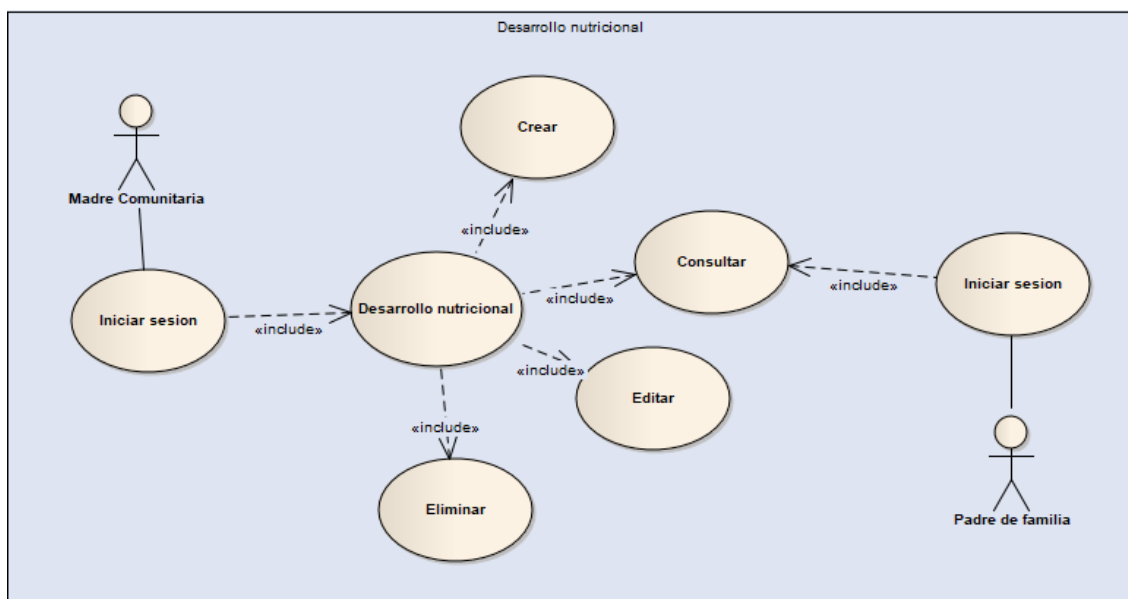 Desarrollo nutricional
Crear
Madre Comunitaria
«include»
Consultar
Iniciar sesion
«include»
«include»
Desarrollo nutricional
Iniciar sesion
«include»
«include»
Editar
«include»
Eliminar
Padre de familia